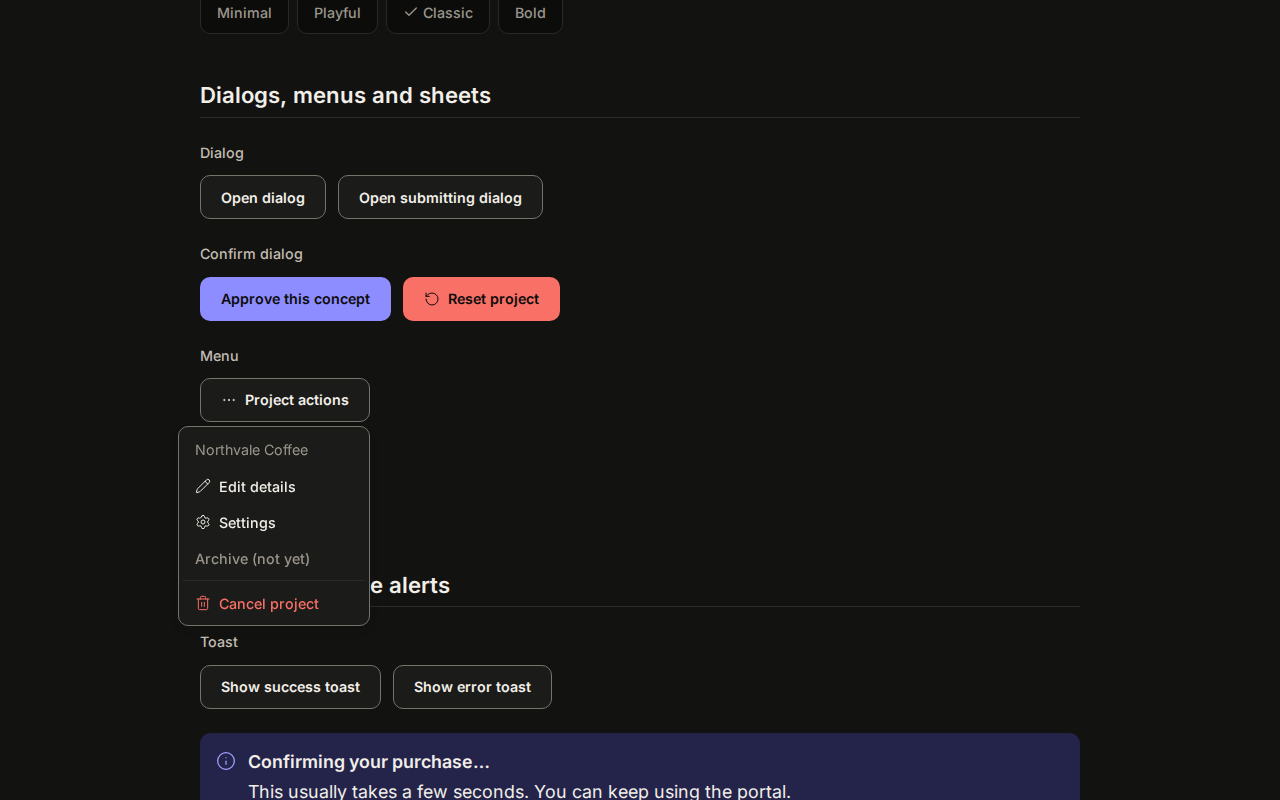 Minimal
Playful
Classic
Bold
Dialogs, menus and sheets
Dialog
Open dialog
Open submitting dialog
Confirm dialog
Approve this concept
Reset project
Menu
Project actions
Northvale Coffee
Edit details
Settings
Archive (not yet)
Cancel project
e alerts
Toast
Show success toast
Show error toast
Confirming your purchase...
This usually takes a few seconds. You can keep using the portal.